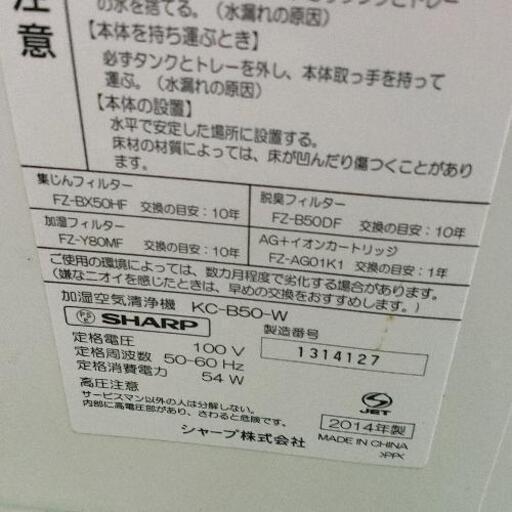 の水を捨てる。(水漏れの原因)
注意
【本体を持ち運ぶとき】
必ずタンクとトレーを外し、本体取っ手を持って
運ぶ。(水漏れの原因)
【本体の設置】
水平で安定した場所に設置する。
床材の材質によっては、床が凹んだり傷つくことがあり
ます。
集じんフィルター
FZ-BX50HF 交換の目安:10年
脱臭フィルター
FZ-B50DF 交換の目安:10年
加湿フィルター
FZ-Y80MF 交換の目安:10年
AG+イオンカートリッジ
FZ-AG01K1 交換の目安:1年
ご使用の環境によっては、数カ月程度で劣化する場合があります。
(嫌なニオイを感じたときは、早めの交換をおすすめします。)
加湿空気清浄機 KC-B50-W
PSE SHARP
製造番号
1314127
定格電圧 100 V
定格周波数 50-60 Hz
定格消費電力 54 W
高圧注意
サービスマン以外の人は分解しない。
内部に高電圧部があり、さわると危険です。
シャープ株式会社
JET
2014年製
MADE IN CHINA
>PP<